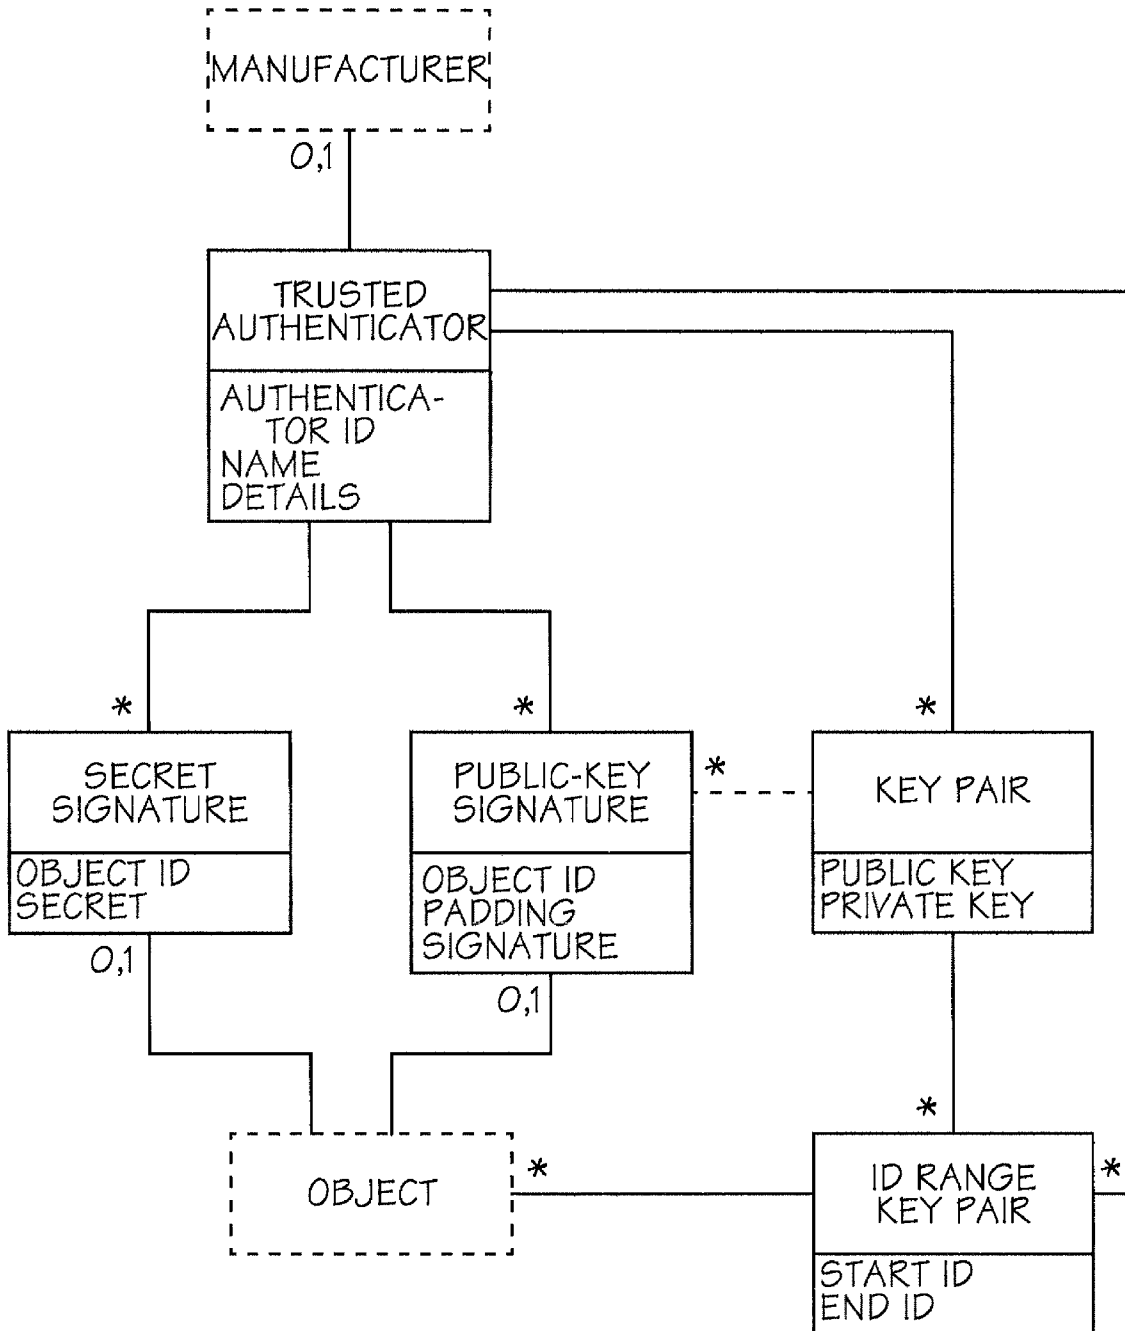 MANUFACTURER
0,1
TRUSTED
AUTHENTICATOR
AUTHENTICA-
TOR ID
NAME
DETAILS
*
*
*
SECRET
SIGNATURE
OBJECT ID
SECRET
0,1
PUBLIC-KEY
SIGNATURE
*
OBJECT ID
PADDING
SIGNATURE
0,1
KEY PAIR
PUBLIC KEY
PRIVATE KEY
*
OBJECT
*
ID RANGE
KEY PAIR
*
START ID
END ID